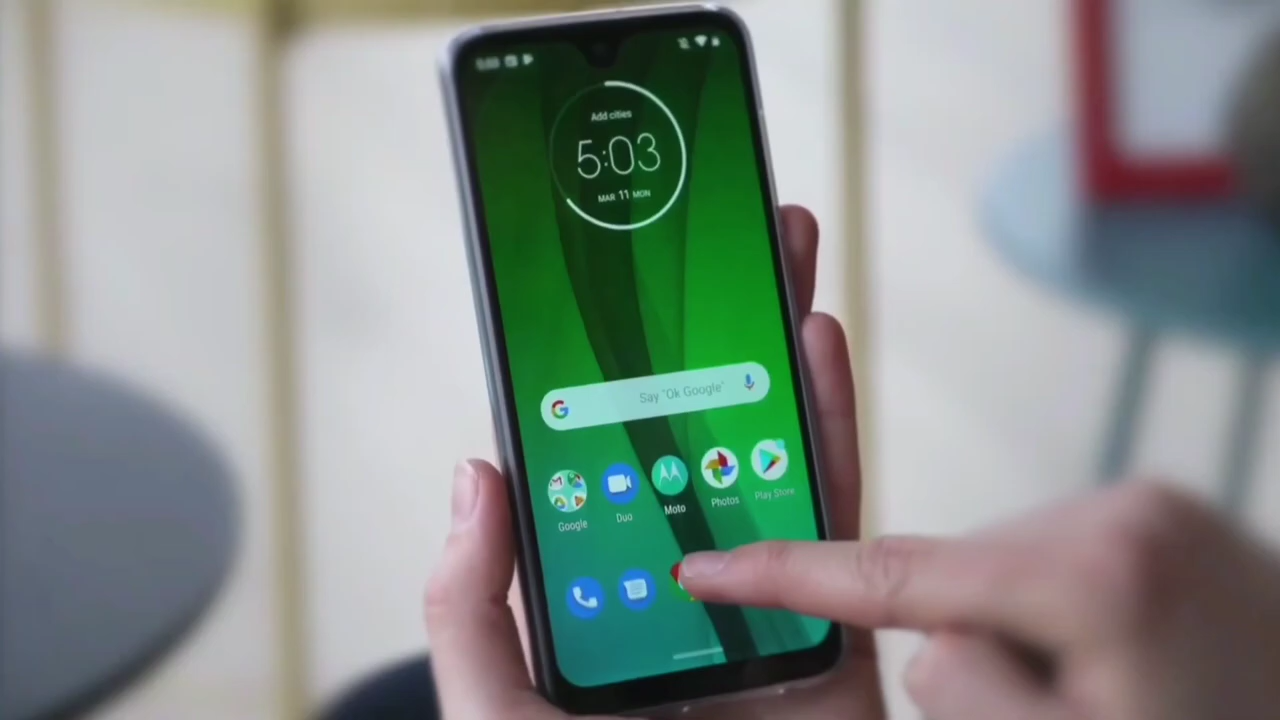 Add cities
5:03
MAR 11 MON
Say "Ok Google"
Google
Duo
Moto
Photos
Play Store